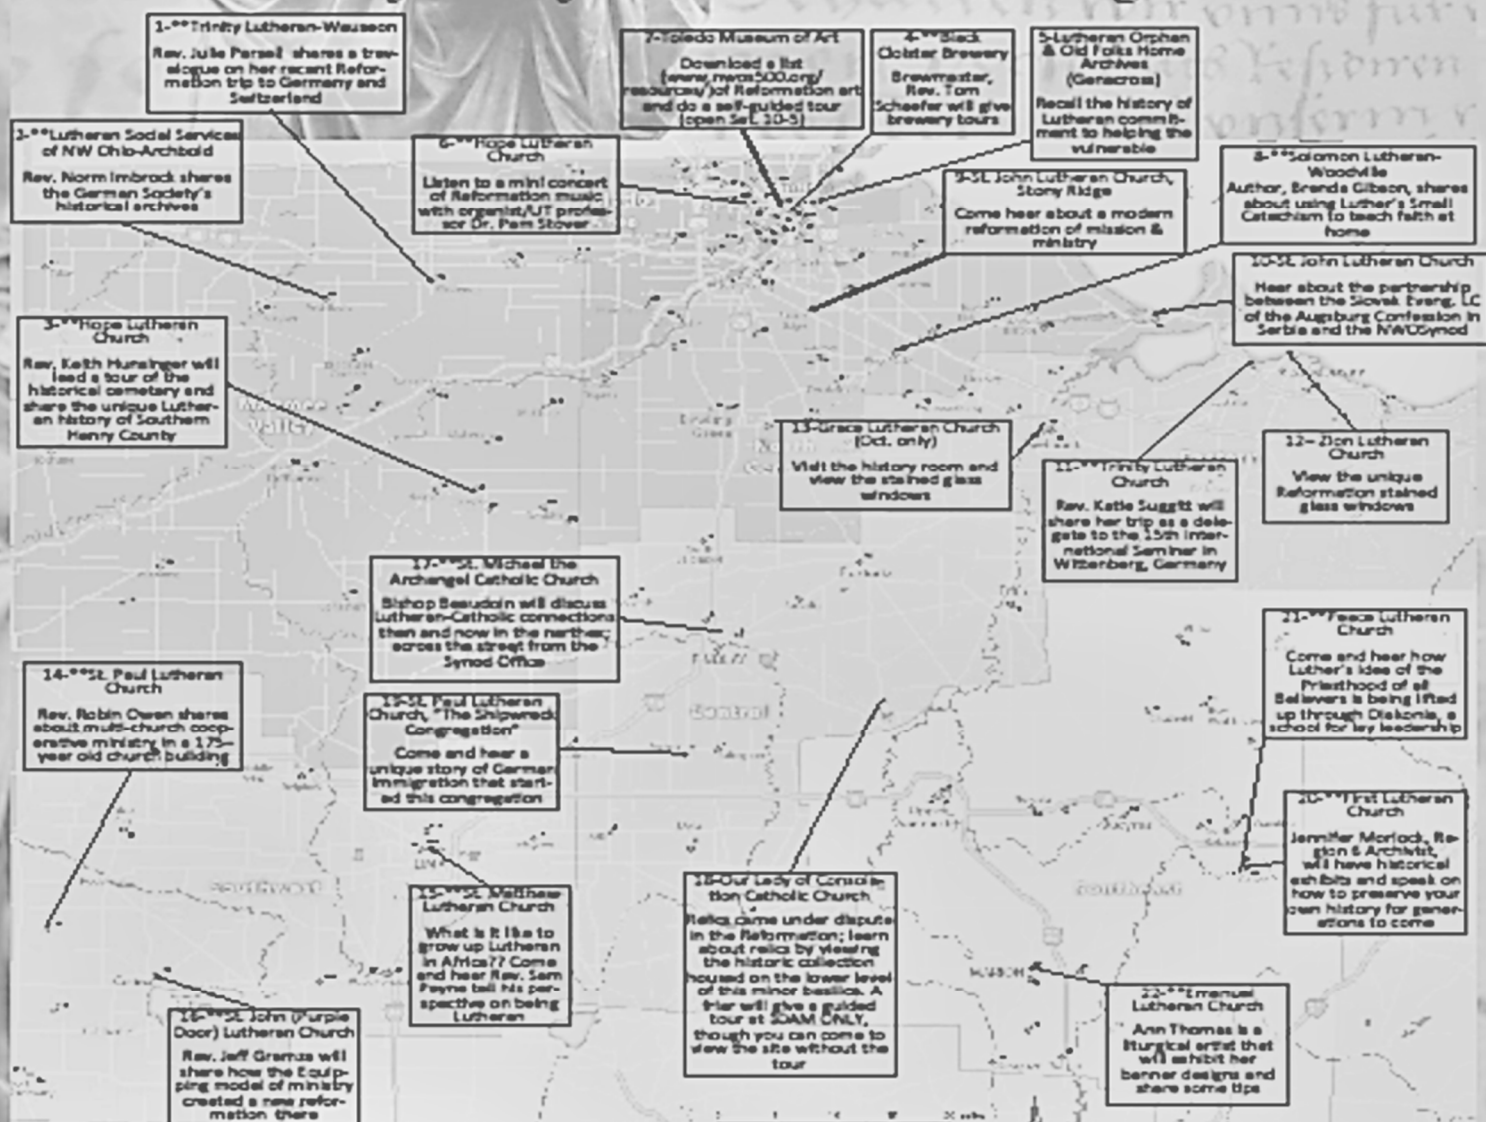 1-**Trinity Lutheran-Wauseon
Rev. Julie Parsell shares a trav-
elogue on her recent Refor-
mation trip to Germany and
Switzerland
2-**Lutheran Social Services
of NW Ohio-Archbold
Rev. Norm Imbrock shares
the German Society's
historical archives
3-**Hope Lutheran
Church
Rev. Keith Hunsinger will
lead a tour of the
historical cemetery and
share the unique Luther-
an history of Southern
Henry County
7-Toledo Museum of Art
Download a list
(www.nwos500.org/
resources/)of Reformation art
and do a self-guided tour
(open Sat. 10-5)
4-**Black
Cloister Brewery
Brewmaster,
Rev. Tom
Schaefer will give
brewery tours
5-Lutheran Orphan
& Old Folks Home
Archives
(Genacross)
Recall the history of
Lutheran commit-
ment to helping the
vulnerable
6-**Hope Lutheran
Church
Listen to a mini concert
of Reformation music
with organist/UT profes-
sor Dr. Pam Stover
9-St. John Lutheran Church,
Stony Ridge
Come hear about a modern
reformation of mission &
ministry
8-**Solomon Lutheran-
Woodville
Author, Brenda Gibson, shares
about using Luther's Small
Catechism to teach faith at
home
10-St. John Lutheran Church
Hear about the partnership
between the Slovak Evang. LC
of the Augsburg Confession in
Serbia and the NWOSynod
13-Grace Lutheran Church
(Oct. only)
Visit the history room and
view the stained glass
windows
11-**Trinity Lutheran
Church
Rev. Katie Suggitt will
share her trip as a dele-
gate to the 15th Inter-
national Seminar in
Wittenberg, Germany
12-Zion Lutheran
Church
View the unique
Reformation stained
glass windows
17-**St. Michael the
Archangel Catholic Church
Bishop Beaudoin will discuss
Lutheran-Catholic connections
then and now in the narthex;
across the street from the
Synod Office
14-**St. Paul Lutheran
Church
Rev. Robin Owen shares
about multi-church coop-
erative ministry in a 175-
year old church building
19-St. Paul Lutheran
Church, "The Shipwreck
Congregation"
Come and hear a
unique story of German
immigration that start-
ed this congregation
21-**Peace Lutheran
Church
Come and hear how
Luther's idea of the
Priesthood of all
Believers is being lifted
up through Diakonia, a
school for lay leadership
20-**First Lutheran
Church
Jennifer Morlock, Re-
gion 6 Archivist,
will have historical
exhibits and speak on
how to preserve your
own history for gener-
ations to come
15-**St. Matthew
Lutheran Church
What is it like to
grow up Lutheran
in Africa?? Come
and hear Rev. Sam
Payne tell his per-
spective on being
Lutheran
18-Our Lady of Consola-
tion Catholic Church
Relics came under dispute
in the Reformation; learn
about relics by viewing
the historic collection
housed on the lower level
of this minor basilica. A
friar will give a guided
tour at 10AM ONLY,
though you can come to
view the site without the
tour
16-**St. John (Purple
Door) Lutheran Church
Rev. Jeff will
share how the Equip-
ping model of ministry
created a new refor-
mation there
22-**Emanuel
Lutheran Church
Ann Thomas is a
liturgical artist that
will exhibit her
banner designs and
share some tips
Maumee
Valley
Central
Southwest
Southeast
MARION